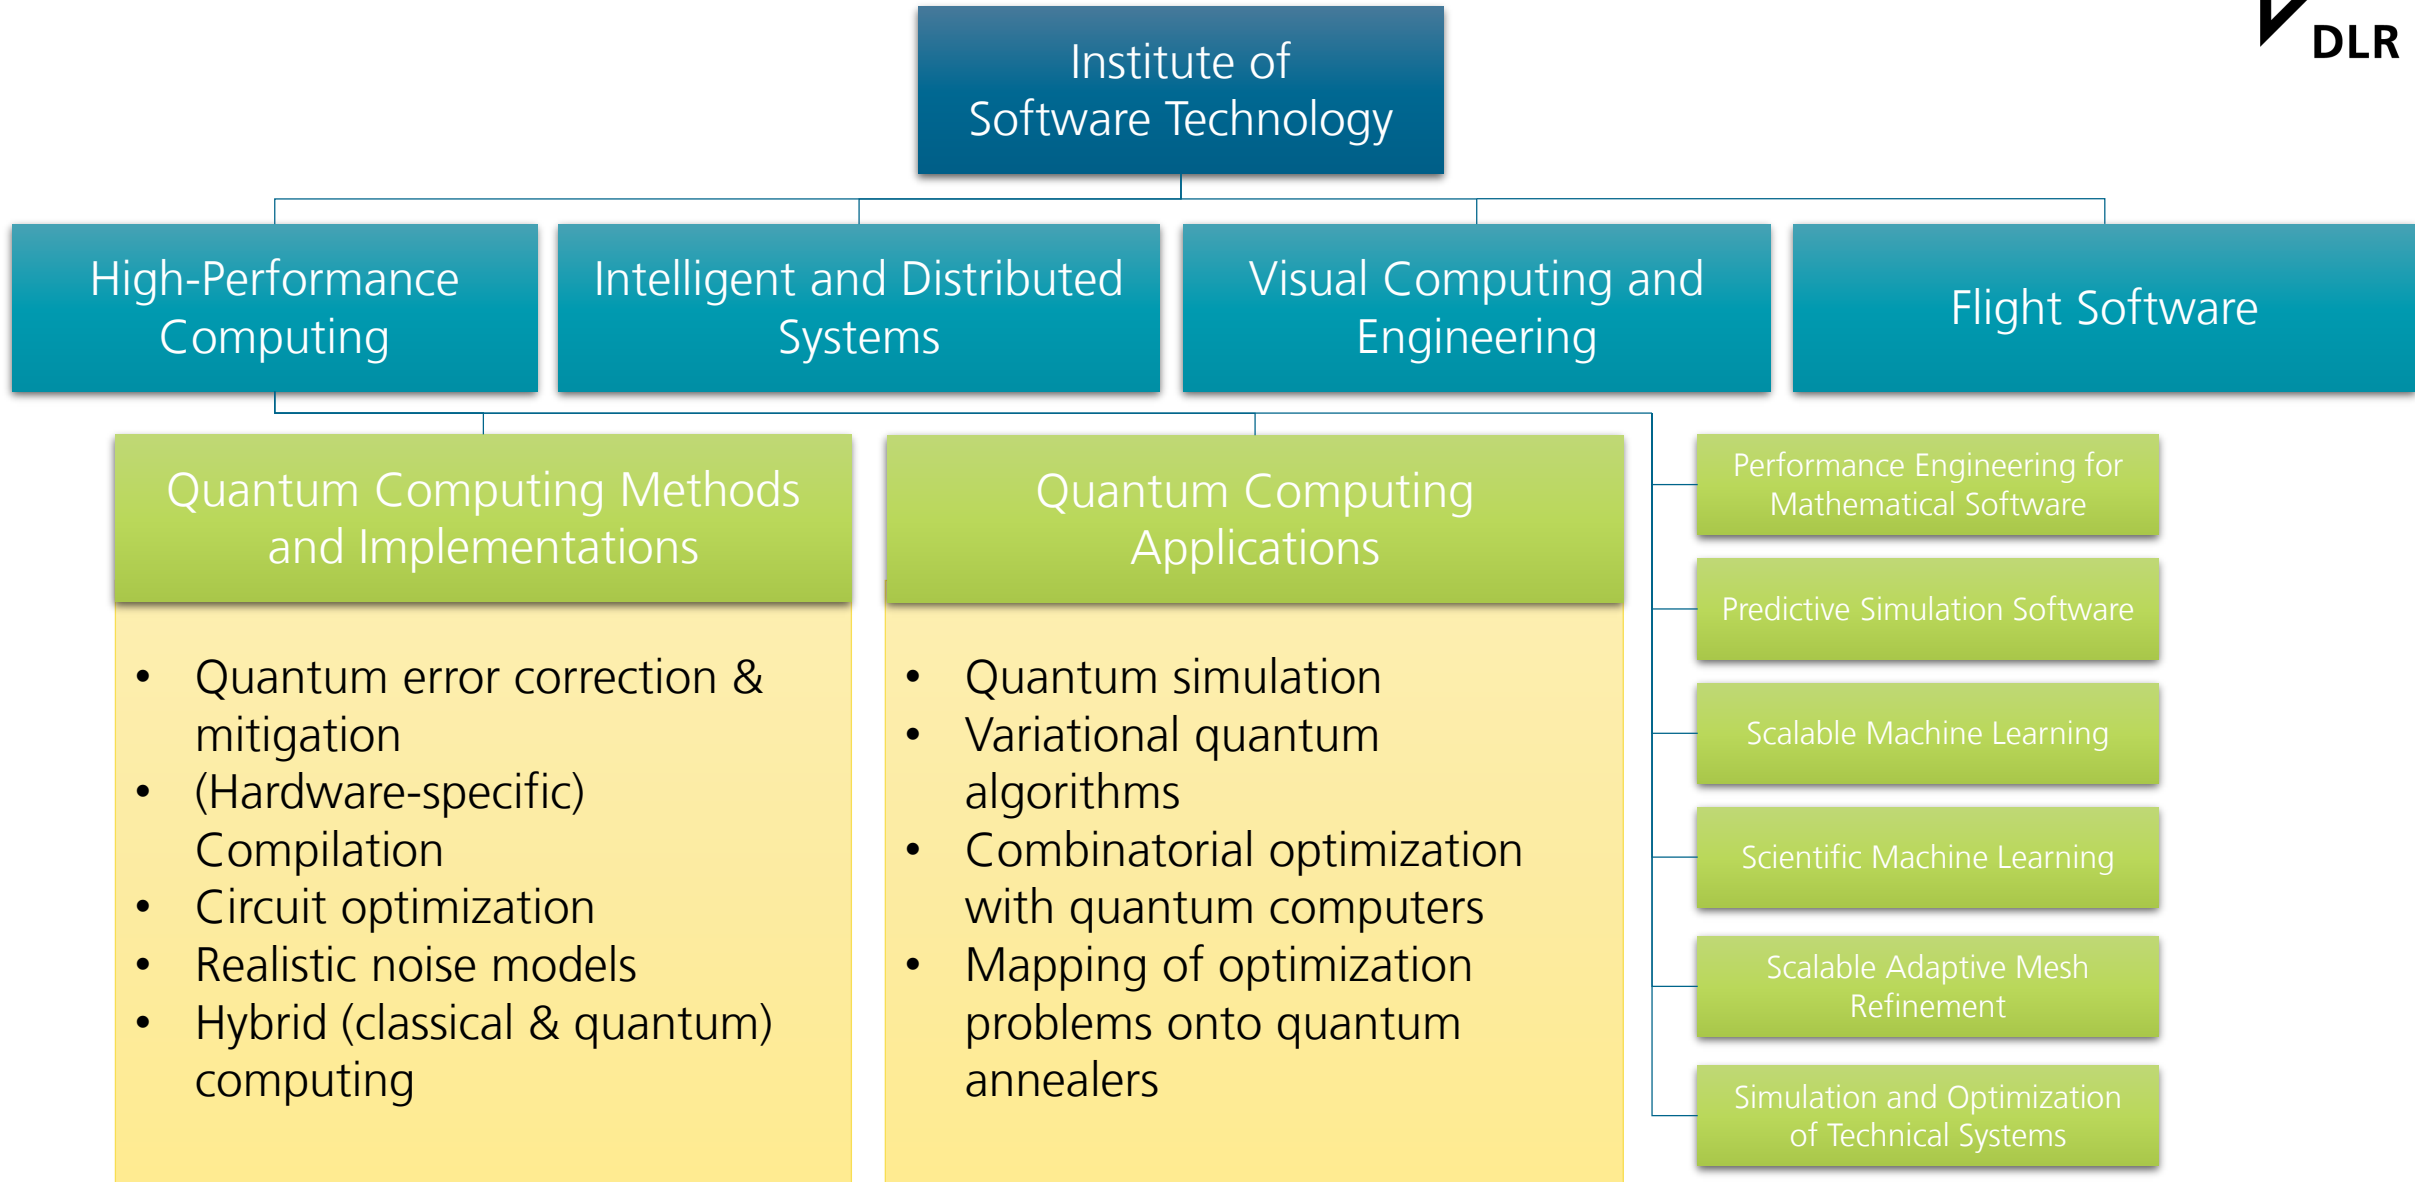 DLR
Institute of
Software Technology
High-Performance
Computing
Intelligent and Distributed
Systems
Visual Computing and
Engineering
Flight Software
Quantum Computing Methods
and Implementations
• Quantum error correction &
mitigation
• (Hardware-specific)
Compilation
• Circuit optimization
• Realistic noise models
• Hybrid (classical & quantum)
computing
Quantum Computing
Applications
• Quantum simulation
• Variational quantum
algorithms
• Combinatorial optimization
with quantum computers
• Mapping of optimization
problems onto quantum
annealers
Performance Engineering for
Mathematical Software
Predictive Simulation Software
Scalable Machine Learning
Scientific Machine Learning
Scalable Adaptive Mesh
Refinement
Simulation and Optimization
of Technical Systems